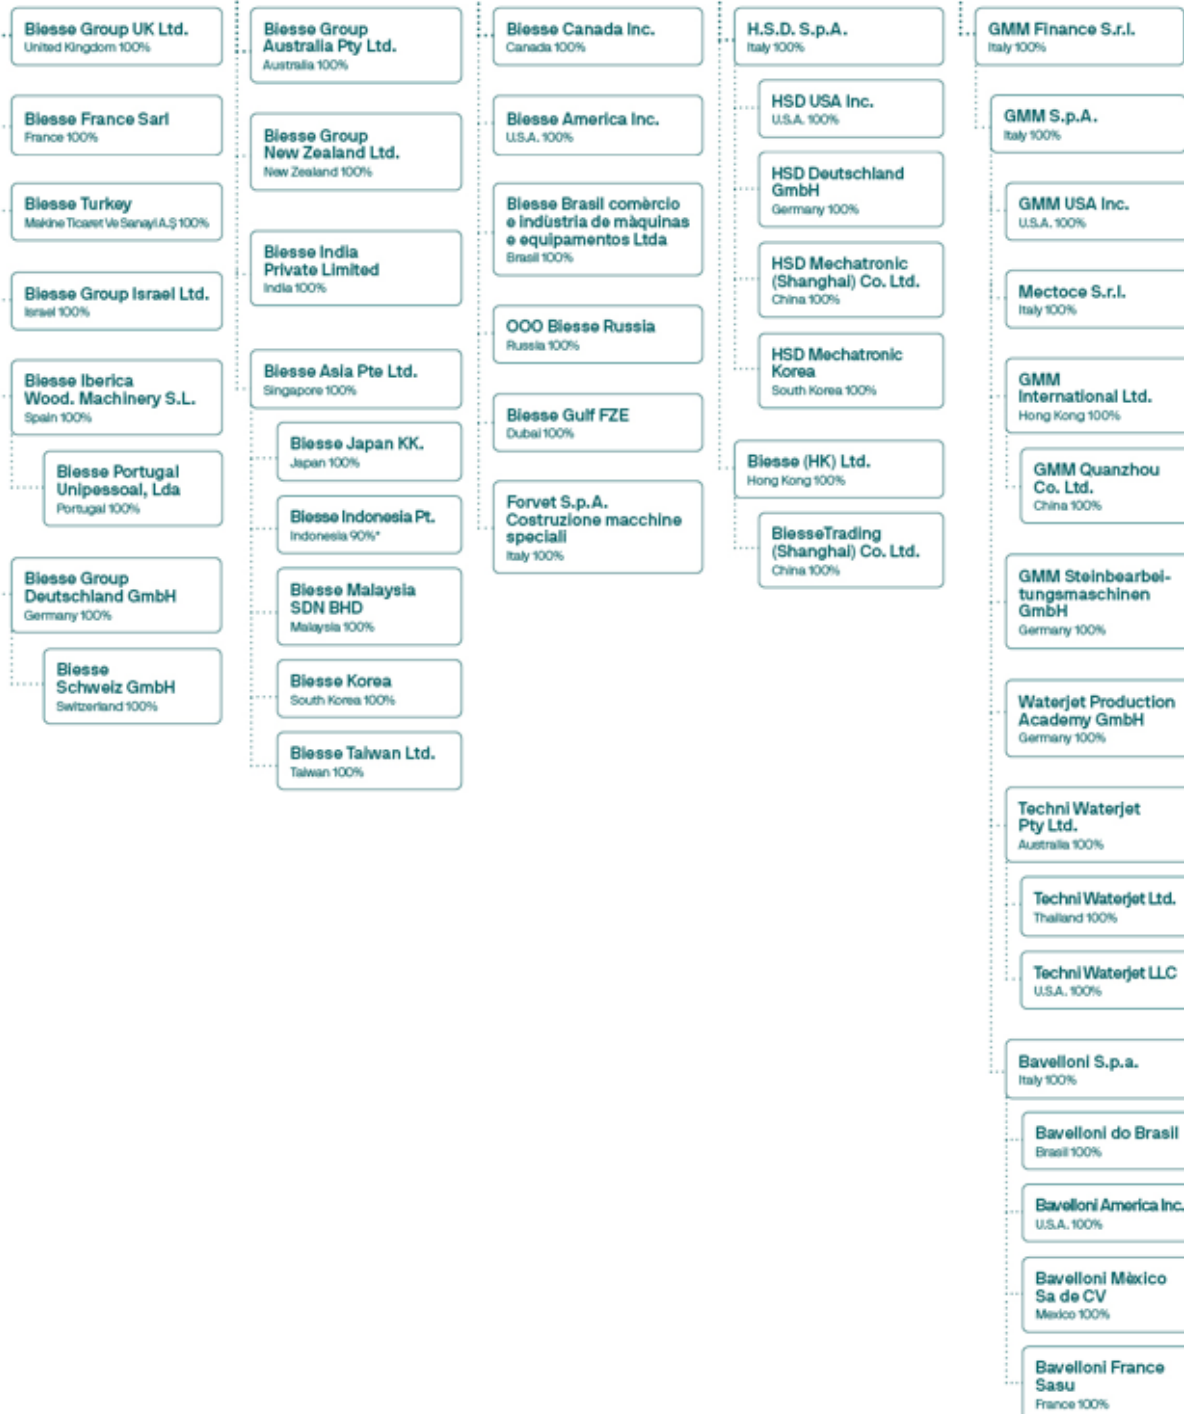 Biesse Group UK Ltd.
United Kingdom 100%
Biesse France Sarl
France 100%
Biesse Turkey
Makine Ticaret Ve Sanayi A.Ş 100%
Biesse Group Israel Ltd.
Israel 100%
Biesse Iberica
Wood. Machinery S.L.
Spain 100%
Biesse Portugal
Unipessoal, Lda
Portugal 100%
Biesse Group
Deutschland GmbH
Germany 100%
Biesse
Schweiz GmbH
Switzerland 100%
Biesse Group
Australia Pty Ltd.
Australia 100%
Biesse Group
New Zealand Ltd.
New Zealand 100%
Biesse India
Private Limited
India 100%
Biesse Asia Pte Ltd.
Singapore 100%
Biesse Japan KK.
Japan 100%
Biesse Indonesia Pt.
Indonesia 90%*
Biesse Malaysia
SDN BHD
Malaysia 100%
Biesse Korea
South Korea 100%
Biesse Taiwan Ltd.
Taiwan 100%
Biesse Canada Inc.
Canada 100%
Biesse America Inc.
U.S.A. 100%
Biesse Brasil comèrcio
e indùstria de màquinas
e equipamentos Ltda
Brasil 100%
OOO Biesse Russia
Russia 100%
Biesse Gulf FZE
Dubai 100%
Forvet S.p.A.
Costruzione macchine
speciali
Italy 100%
H.S.D. S.p.A.
Italy 100%
HSD USA Inc.
U.S.A. 100%
HSD Deutschland
GmbH
Germany 100%
HSD Mechatronic
(Shanghai) Co. Ltd.
China 100%
HSD Mechatronic
Korea
South Korea 100%
Biesse (HK) Ltd.
Hong Kong 100%
BiesseTrading
(Shanghai) Co. Ltd.
China 100%
GMM Finance S.r.l.
Italy 100%
GMM S.p.A.
Italy 100%
GMM USA Inc.
U.S.A. 100%
Mectoce S.r.l.
Italy 100%
GMM
International Ltd.
Hong Kong 100%
GMM Quanzhou
Co. Ltd.
China 100%
GMM Steinbearbei-
tungsmaschinen
GmbH
Germany 100%
Waterjet Production
Academy GmbH
Germany 100%
Techni Waterjet
Pty Ltd.
Australia 100%
Techni Waterjet Ltd.
Thailand 100%
Techni Waterjet LLC
U.S.A. 100%
Bavelloni S.p.a.
Italy 100%
Bavelloni do Brasil
Brasil 100%
Bavelloni America Inc.
U.S.A. 100%
Bavelloni Mèxico
Sa de CV
Mexico 100%
Bavelloni France
Sasu
France 100%